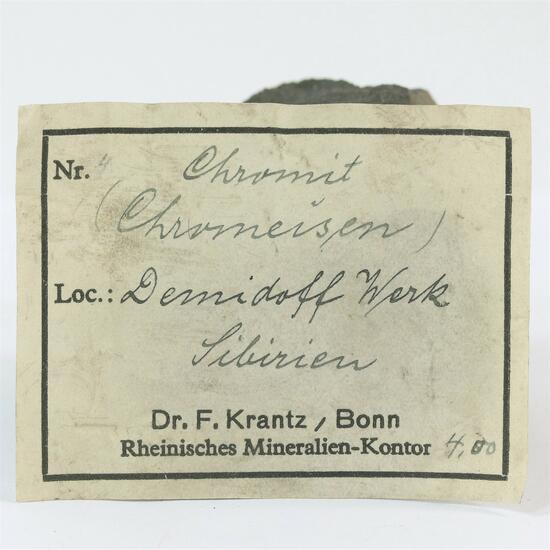 Nr. 4
Chromit
(Chromeisen)
Loc.: Demidoff Werk
Sibirien
Dr. F. Krantz, Bonn
Rheinisches Mineralien-Kontor 4,00